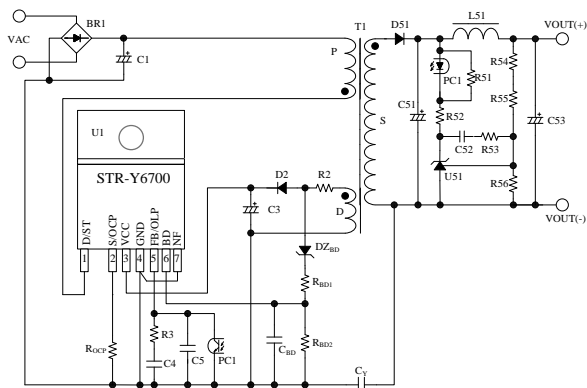 BR1
T1
D51
L51
VOUT(+)
VAC
C1
P
PC1
R51
R54
R55
C51
R52
C53
S
C52
R53
U1
STR-Y6700
D2
R2
U51
R56
C3
D
VOUT(-)
D/ST
S/OCP
VCC
GND
FB/OLP
BD
NF
1
2
3
4
5
6
7
DZBD
RBD1
ROCP
R3
C4
C5
PC1
CBD
RBD2
CY